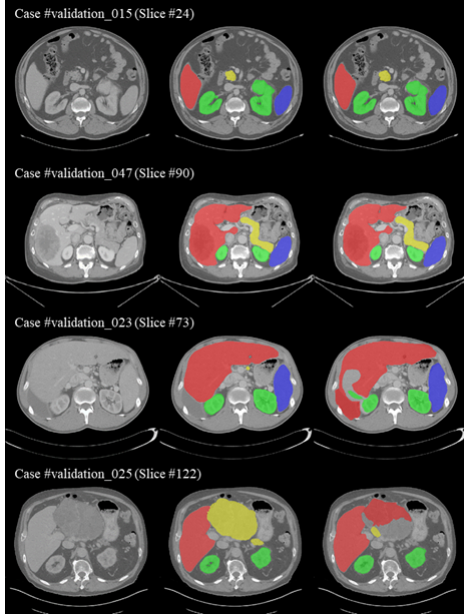 Case #validation_015 (Slice #24)
Case #validation_047 (Slice #90)
Case #validation_023 (Slice #73)
Case #validation_025 (Slice #122)